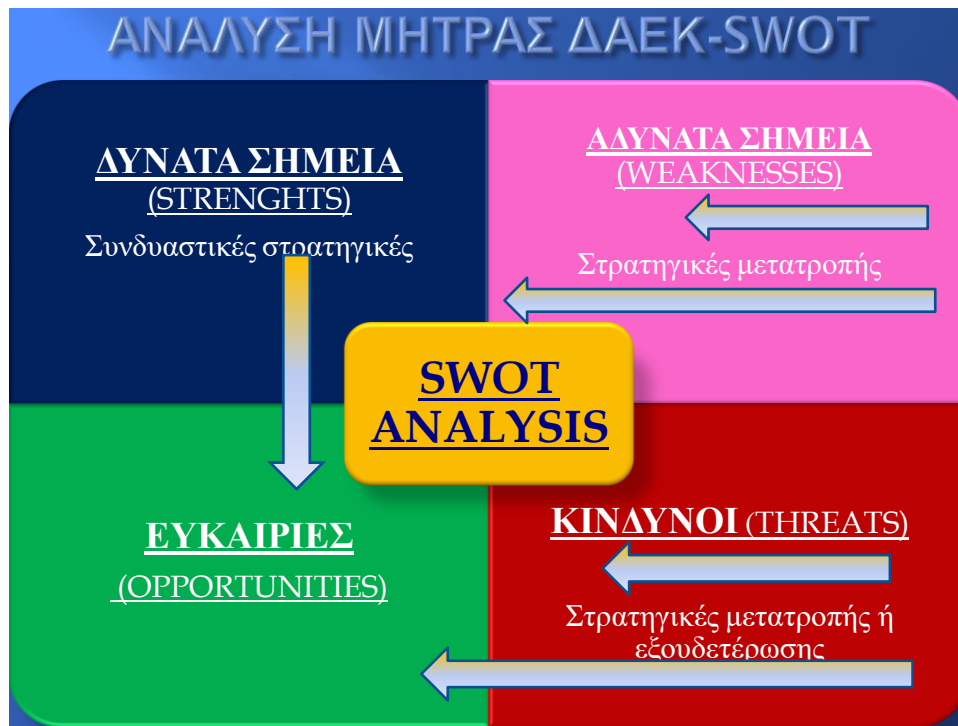 ΑΝΑΛΥΣΗ ΜΗΤΡΑΣ ΔΑΕΚ-SWOT
ΔΥΝΑΤΑ ΣΗΜΕΙΑ
(STRENGHTS)
Συνδυαστικές στρατηγικές
ΑΔΥΝΑΤΑ ΣΗΜΕΙΑ
(WEAKNESSES)
Στρατηγικές μετατροπής
SWOT
ANALYSIS
ΕΥΚΑΙΡΙΕΣ
(OPPORTUNITIES)
ΚΙΝΔΥΝΟΙ (THREATS)
Στρατηγικές μετατροπής ή
εξουδετέρωσης